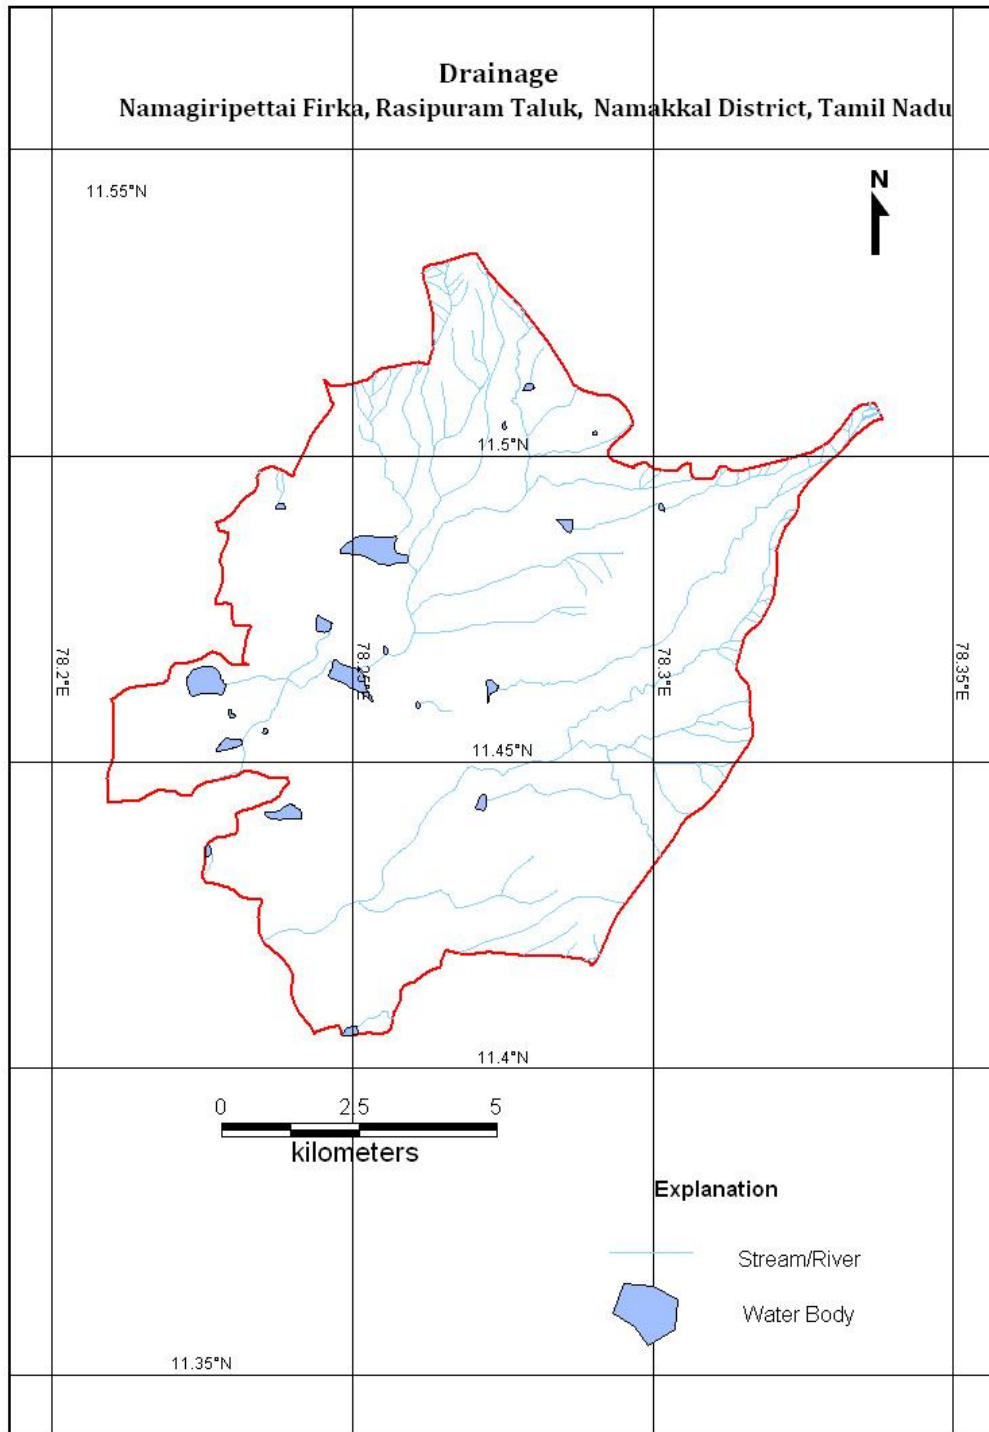 Drainage
Namagiripettai Firka, Rasipuram Taluk, Namakkal District, Tamil Nadu
N
11.55°N
11.5°N
78.2°E
78.25°E
78.3°E
78.35°E
11.45°N
11.4°N
0 2.5 5
kilometers
Explanation
Stream/River
Water Body
11.35°N